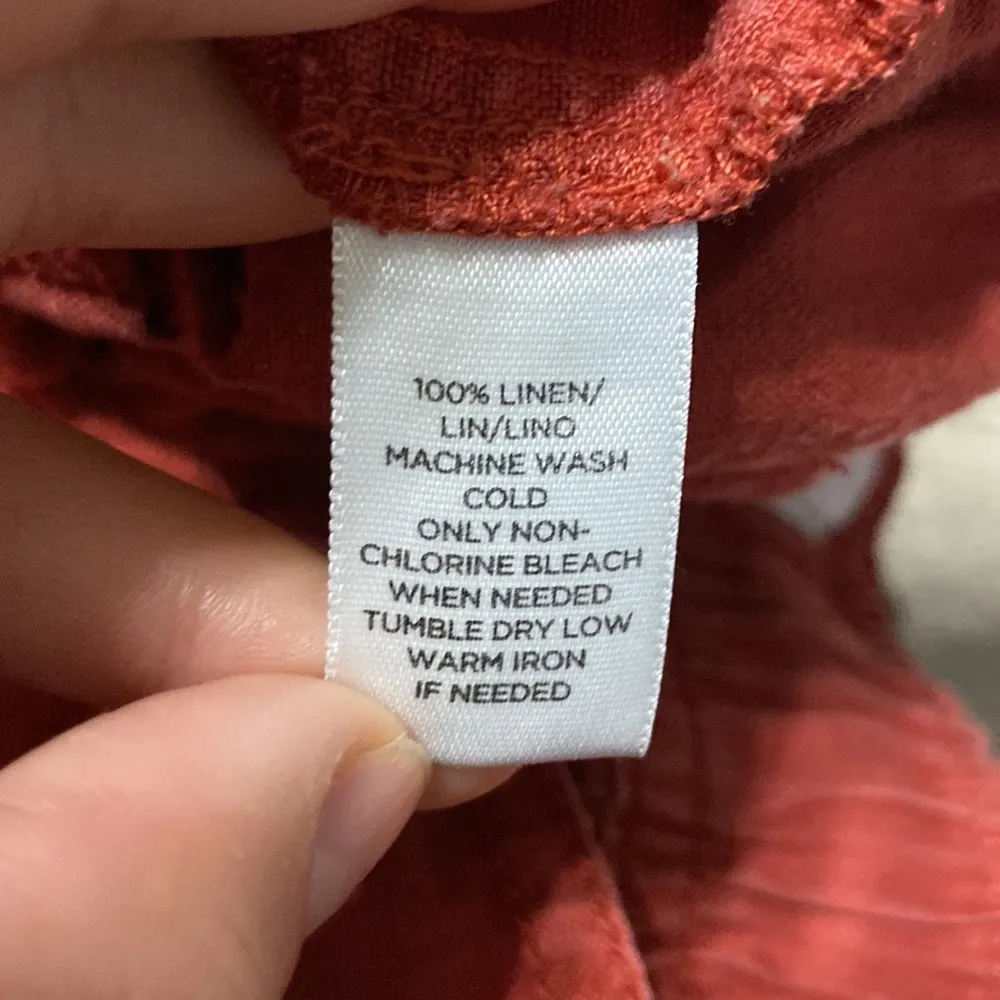 100% LINEN/
LIN/LINO
MACHINE WASH
COLD
ONLY NON-
CHLORINE BLEACH
WHEN NEEDED
TUMBLE DRY LOW
WARM IRON
IF NEEDED